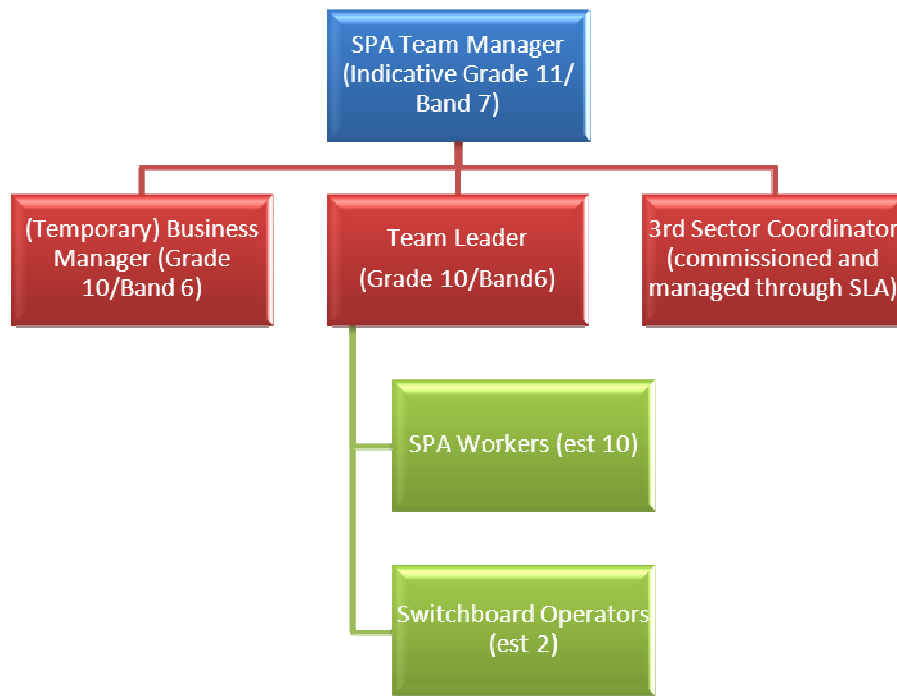 SPA Team Manager
(Indicative Grade 11/
Band 7)
(Temporary) Business
Manager (Grade
10/Band 6)
Team Leader
(Grade 10/Band6)
3rd Sector Coordinator
(commissioned and
managed through SLA)
SPA Workers (est 10)
Switchboard Operators
(est 2)